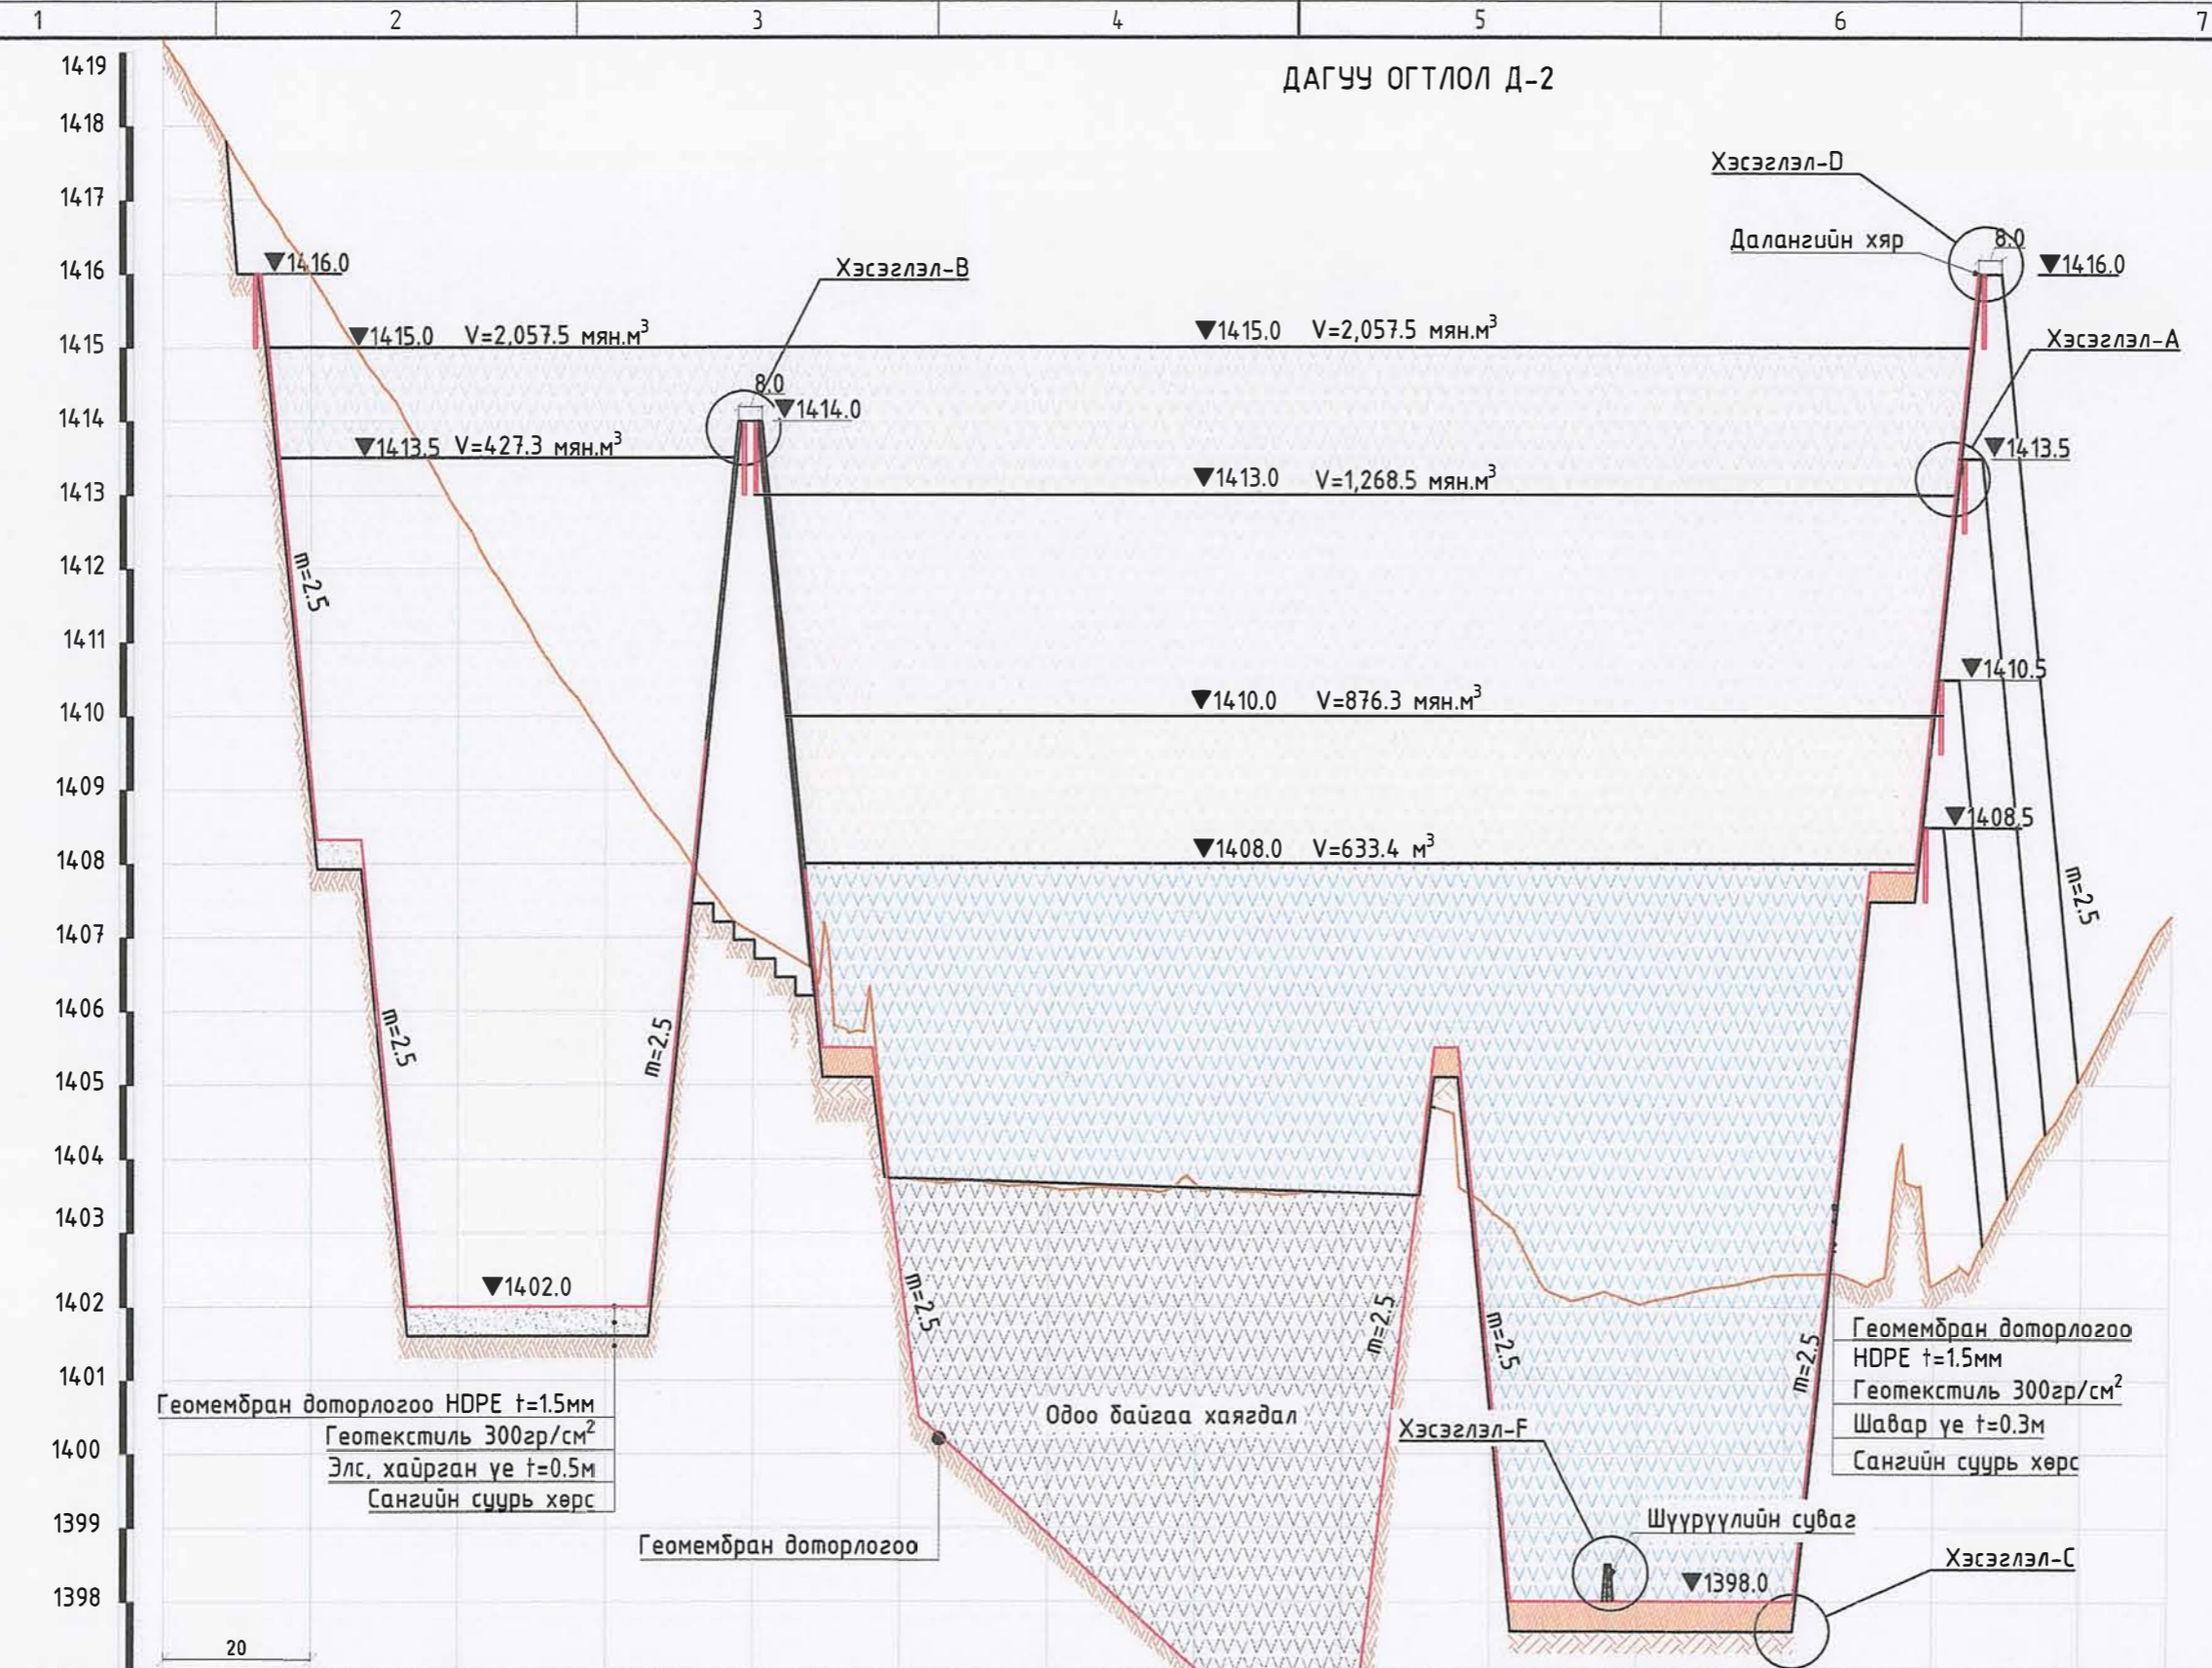 1 2 3 4 5 6 7
ДАГУУ ОГТЛОЛ Д-2
1419
1418
1417
1416
1415
1414
1413
1412
1411
1410
1409
1408
1407
1406
1405
1404
1403
1402
1401
1400
1399
1398
Хэсэглэл-D
Далангийн хяр
8.0
▼1416.0
▼1416.0
Хэсэглэл-B
▼1415.0 V=2,057.5 мян.м³
▼1415.0 V=2,057.5 мян.м³
Хэсэглэл-A
8.0
▼1414.0
▼1413.5 V=427.3 мян.м³
▼1413.5
▼1413.0 V=1,268.5 мян.м³
m=2.5
▼1410.5
▼1410.0 V=876.3 мян.м³
▼1408.5
▼1408.0 V=633.4 м³
m=2.5
m=2.5
m=2.5
▼1402.0
m=2.5
m=2.5
m=2.5
m=2.5
Геомембран доторлогоо
HDPE t=1.5мм
Геотекстиль 300гр/см²
Шавар үе t=0.3м
Сангийн суурь хөрс
Геомембран доторлогоо HDPE t=1.5мм
Геотекстиль 300гр/см²
Элс, хайрган үе t=0.5м
Сангийн суурь хөрс
Одоо байгаа хаягдал
Хэсэглэл-F
Шүүрүүлийн суваг
Геомембран доторлогоо
▼1398.0
Хэсэглэл-C
20